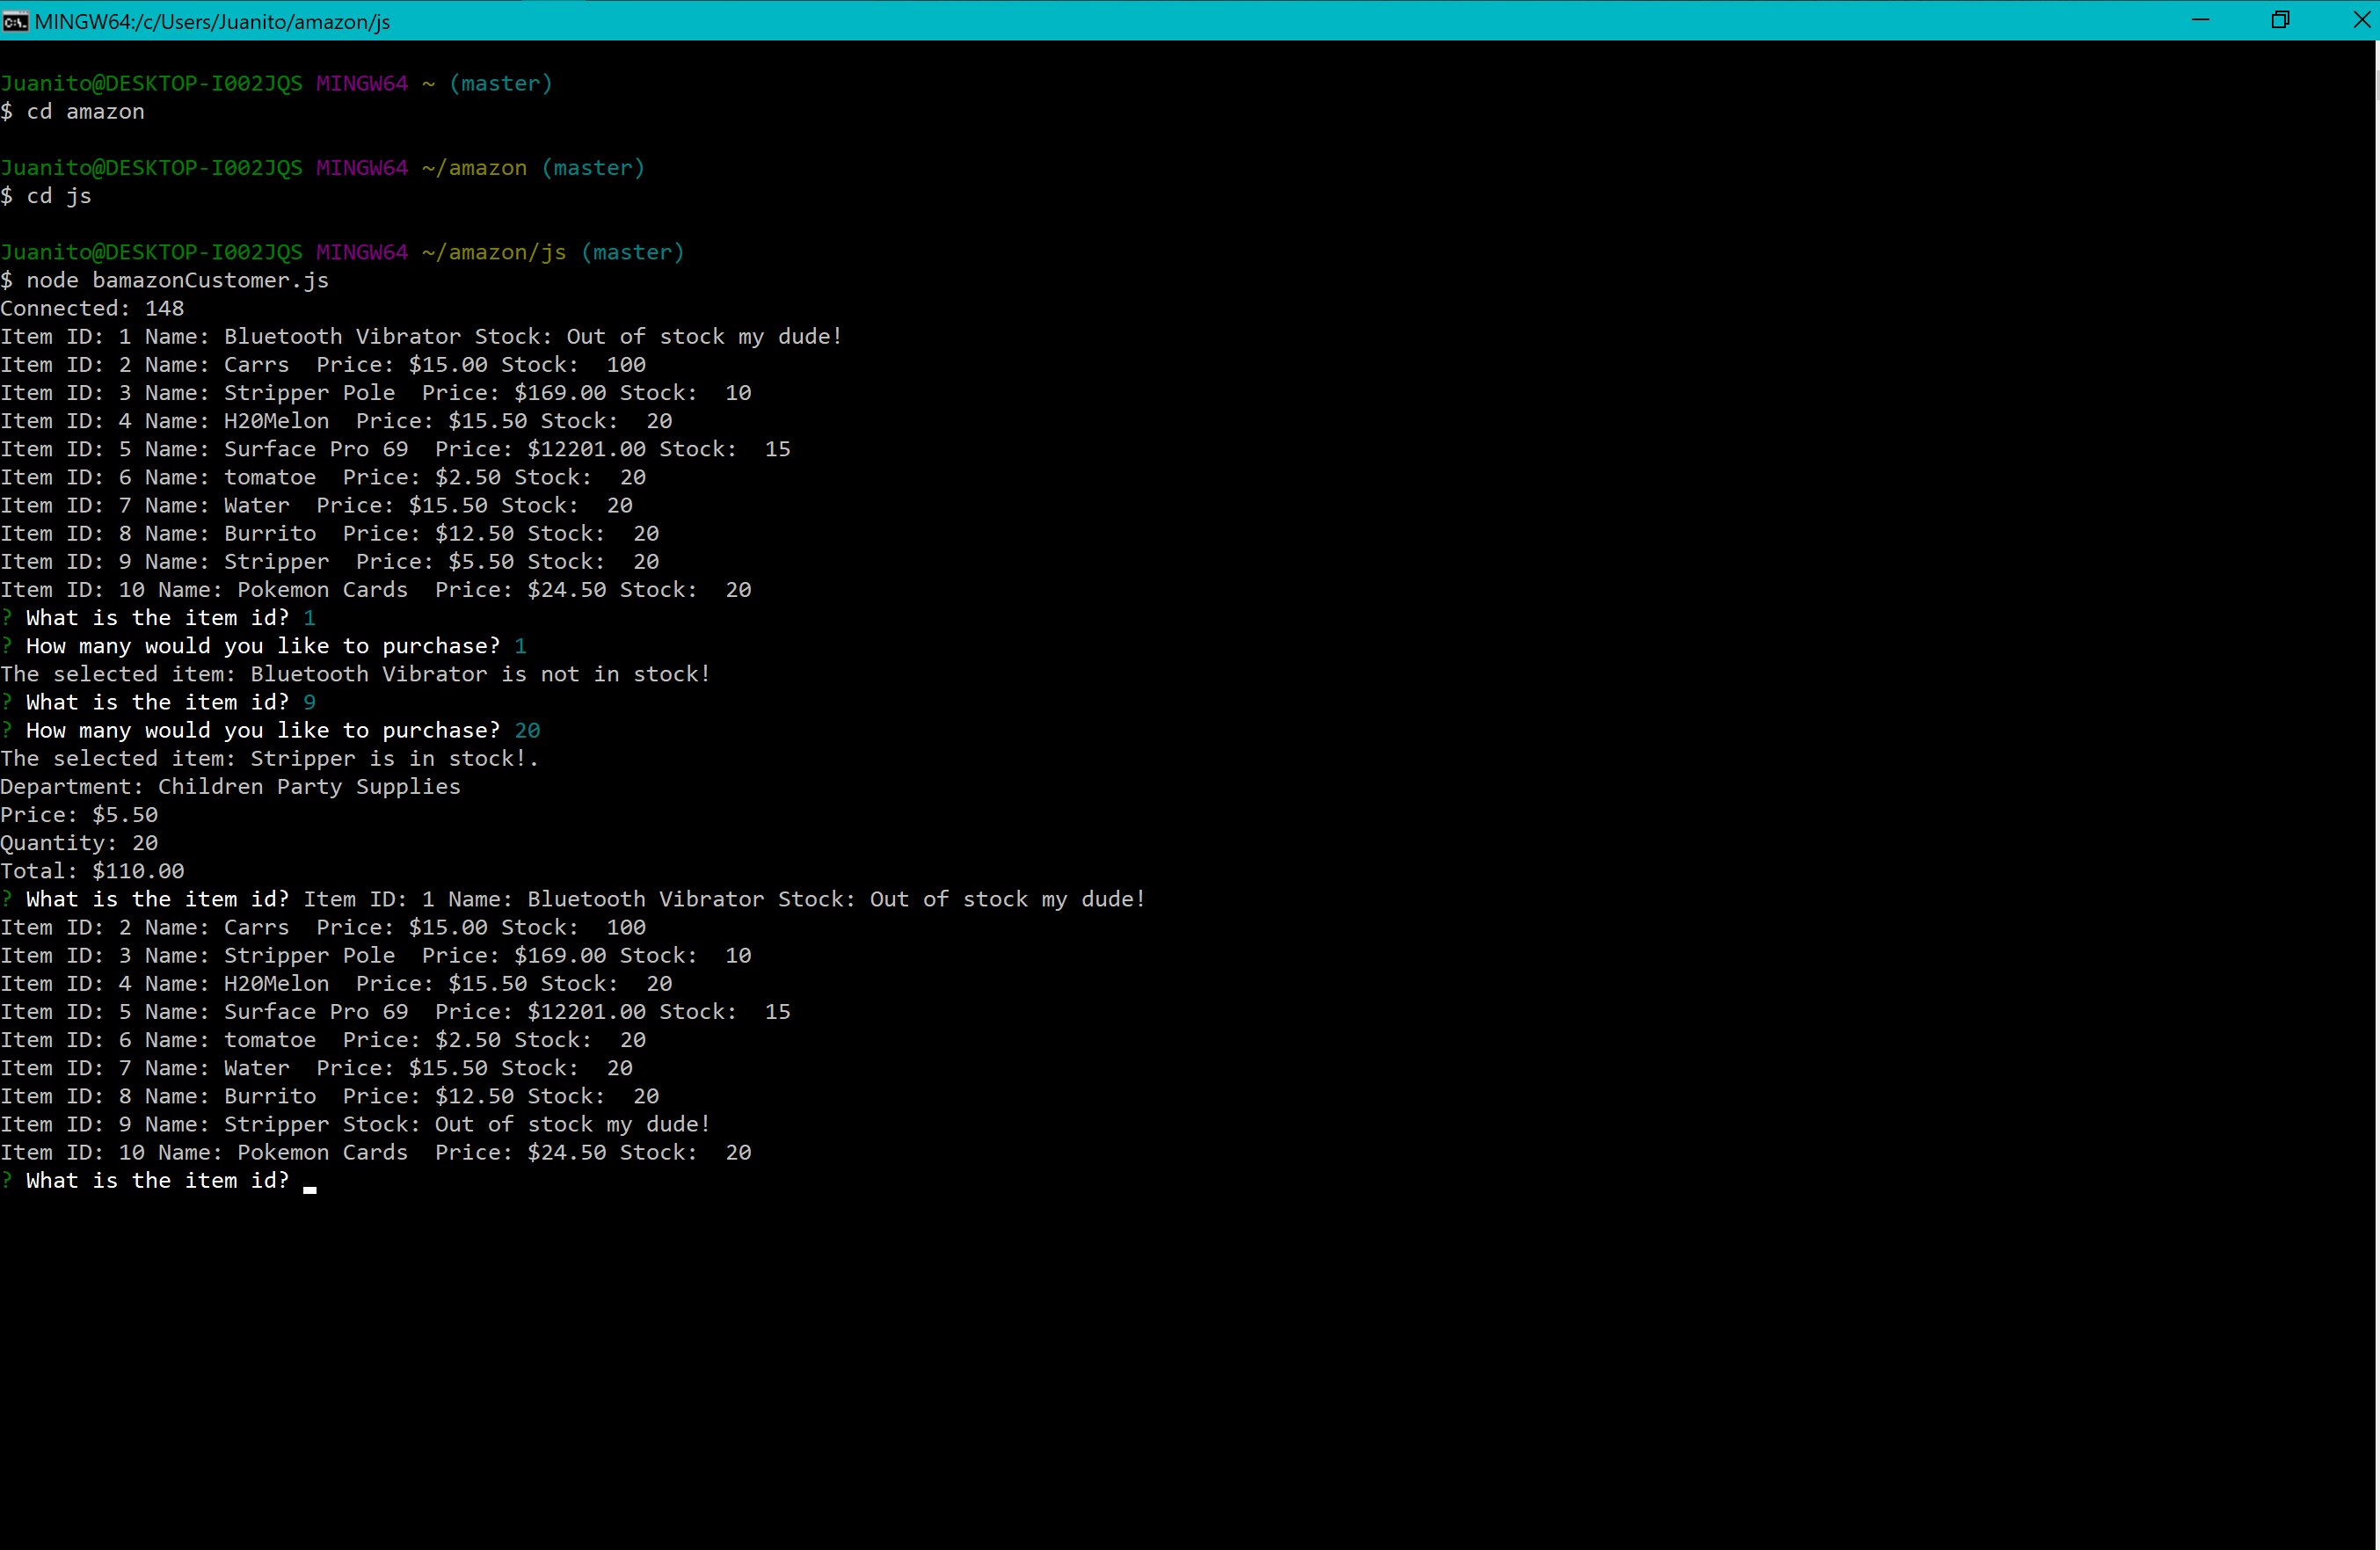 MINGW64:/c/Users/Juanito/amazon/js
Juanito@DESKTOP-I002JQS MINGW64 ~ (master)
$ cd amazon
Juanito@DESKTOP-I002JQS MINGW64 ~/amazon (master)
$ cd js
Juanito@DESKTOP-I002JQS MINGW64 ~/amazon/js (master)
$ node bamazonCustomer.js
Connected: 148
Item ID: 1 Name: Bluetooth Vibrator Stock: Out of stock my dude!
Item ID: 2 Name: Carrs  Price: $15.00 Stock:  100
Item ID: 3 Name: Stripper Pole  Price: $169.00 Stock:  10
Item ID: 4 Name: H20Melon  Price: $15.50 Stock:  20
Item ID: 5 Name: Surface Pro 69  Price: $12201.00 Stock:  15
Item ID: 6 Name: tomatoe  Price: $2.50 Stock:  20
Item ID: 7 Name: Water  Price: $15.50 Stock:  20
Item ID: 8 Name: Burrito  Price: $12.50 Stock:  20
Item ID: 9 Name: Stripper  Price: $5.50 Stock:  20
Item ID: 10 Name: Pokemon Cards  Price: $24.50 Stock:  20
? What is the item id? 1
? How many would you like to purchase? 1
The selected item: Bluetooth Vibrator is not in stock!
? What is the item id? 9
? How many would you like to purchase? 20
The selected item: Stripper is in stock!.
Department: Children Party Supplies
Price: $5.50
Quantity: 20
Total: $110.00
? What is the item id? Item ID: 1 Name: Bluetooth Vibrator Stock: Out of stock my dude!
Item ID: 2 Name: Carrs  Price: $15.00 Stock:  100
Item ID: 3 Name: Stripper Pole  Price: $169.00 Stock:  10
Item ID: 4 Name: H20Melon  Price: $15.50 Stock:  20
Item ID: 5 Name: Surface Pro 69  Price: $12201.00 Stock:  15
Item ID: 6 Name: tomatoe  Price: $2.50 Stock:  20
Item ID: 7 Name: Water  Price: $15.50 Stock:  20
Item ID: 8 Name: Burrito  Price: $12.50 Stock:  20
Item ID: 9 Name: Stripper Stock: Out of stock my dude!
Item ID: 10 Name: Pokemon Cards  Price: $24.50 Stock:  20
? What is the item id?